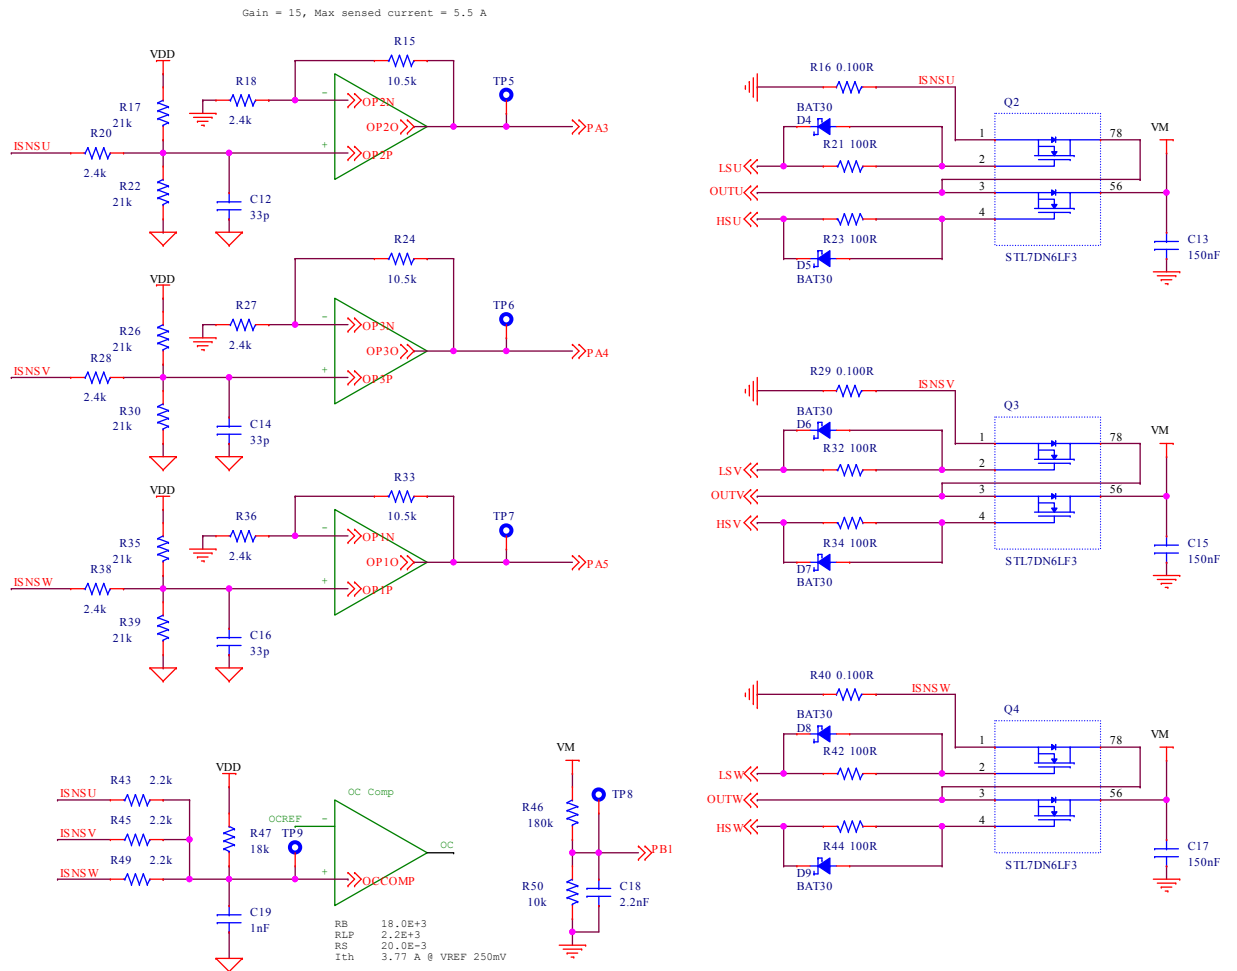 Gain = 15, Max sensed current = 5.5 A
VDD
R17
21k
ISNSU
R20
2.4k
R22
21k
C12
33p
R18
2.4k
R15
10.5k
-
OP2N
OP2O
+
OP2P
TP5
PA3
VDD
R26
21k
ISNSV
R28
2.4k
R30
21k
C14
33p
R27
2.4k
R24
10.5k
-
OP3N
OP3O
+
OP3P
TP6
PA4
VDD
R35
21k
ISNSW
R38
2.4k
R39
21k
C16
33p
R36
2.4k
R33
10.5k
-
OP1N
OP1O
+
OP1P
TP7
PA5
ISNSU
R43 2.2k
ISNSV
R45 2.2k
ISNSW
R49 2.2k
VDD
R47
18k
TP9
C19
1nF
OC Comp
OCREF
-
+
OCCOMP
OC
RB 18.0E+3
RLP 2.2E+3
RS 20.0E-3
Ith 3.77 A @ VREF 250mV
VM
R46
180k
TP8
PB1
R50
10k
C18
2.2nF
R16 0.100R
ISNSU
BAT30
D4
R21 100R
LSU
OUTU
HSU
R23 100R
D5
BAT30
Q2
1
2
3
4
78
56
STL7DN6LF3
VM
C13
150nF
R29 0.100R
ISNSV
BAT30
D6
R32 100R
LSV
OUTV
HSV
R34 100R
D7
BAT30
Q3
1
2
3
4
78
56
STL7DN6LF3
VM
C15
150nF
R40 0.100R
ISNSW
BAT30
D8
R42 100R
LSW
OUTW
HSW
R44 100R
D9
BAT30
Q4
1
2
3
4
78
56
STL7DN6LF3
VM
C17
150nF